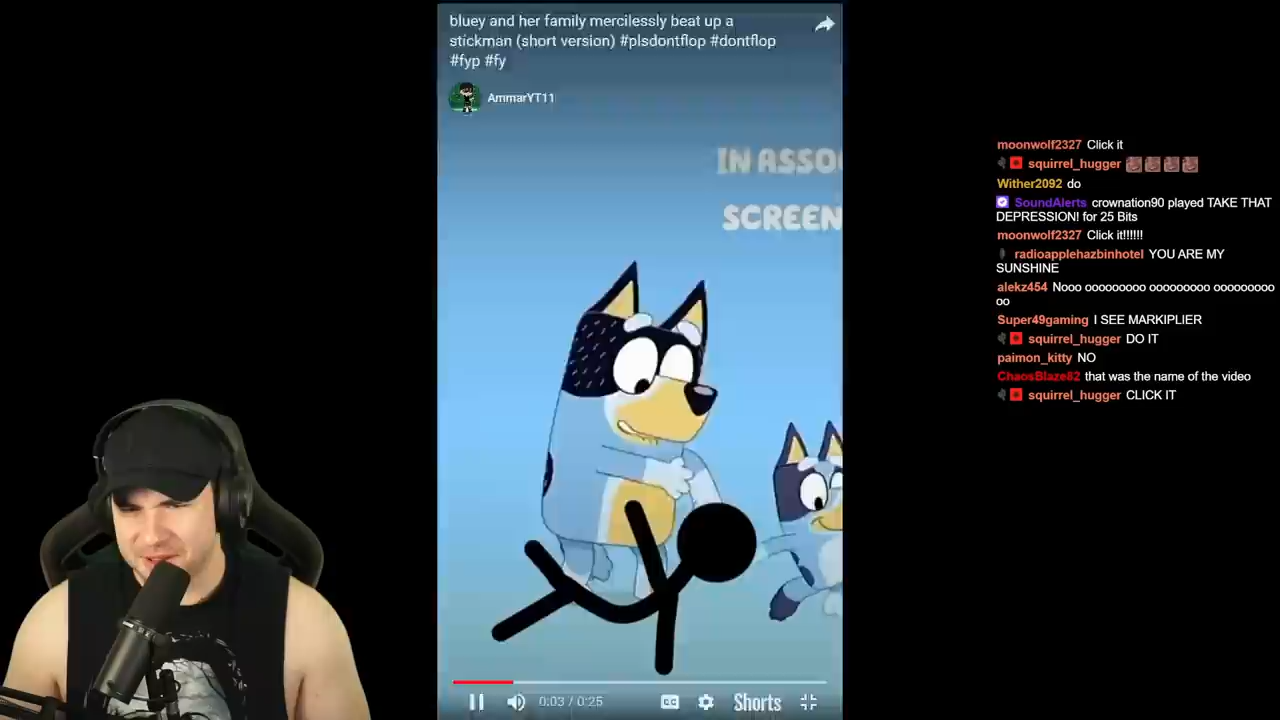 bluey and her family mercilessly beat up a
stickman (short version) #plsdontflop #dontflop
#fyp #fy
AmmarYT11
IN ASSO
SCREEN
0:03 / 0:25
CC
Shorts
moonwolf2327 Click it
squirrel_hugger
Wither2092 do
SoundAlerts crownation90 played TAKE THAT
DEPRESSION! for 25 Bits
moonwolf2327 Click it!!!!!!
radioapplehazbinhotel YOU ARE MY
SUNSHINE
alekz454 Nooo ooooooooo ooooooooo ooooooooo
oo
Super49gaming I SEE MARKIPLIER
squirrel_hugger DO IT
paimon_kitty NO
ChaosBlaze82 that was the name of the video
squirrel_hugger CLICK IT